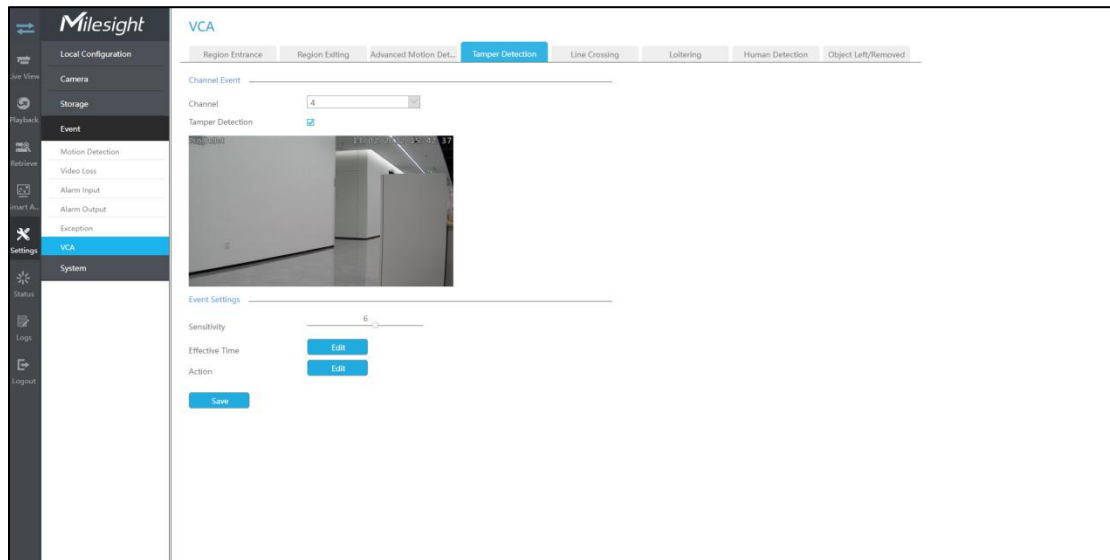 Milesight
Live View
Playback
Retrieve
Smart A...
Settings
Status
Logs
Logout
Local Configuration
Camera
Storage
Event
Motion Detection
Video Loss
Alarm Input
Alarm Output
Exception
VCA
System
VCA
Region Entrance
Region Exiting
Advanced Motion Det...
Tamper Detection
Line Crossing
Loitering
Human Detection
Object Left/Removed
Channel Event
Channel
4
Tamper Detection
Event Settings
Sensitivity
6
Effective Time
Edit
Action
Edit
Save